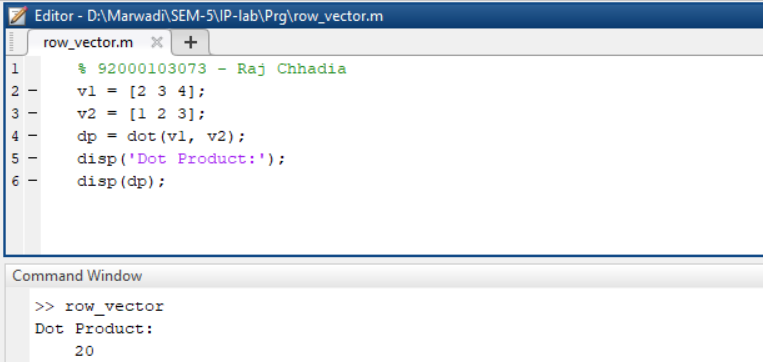 Editor - D:\Marwadi\SEM-5\IP-lab\Prg\row_vector.m
row_vector.m × +
1 % 92000103073 - Raj Chhadia
2 - v1 = [2 3 4];
3 - v2 = [1 2 3];
4 - dp = dot(v1, v2);
5 - disp('Dot Product:');
6 - disp(dp);
Command Window
>> row_vector
Dot Product:
20